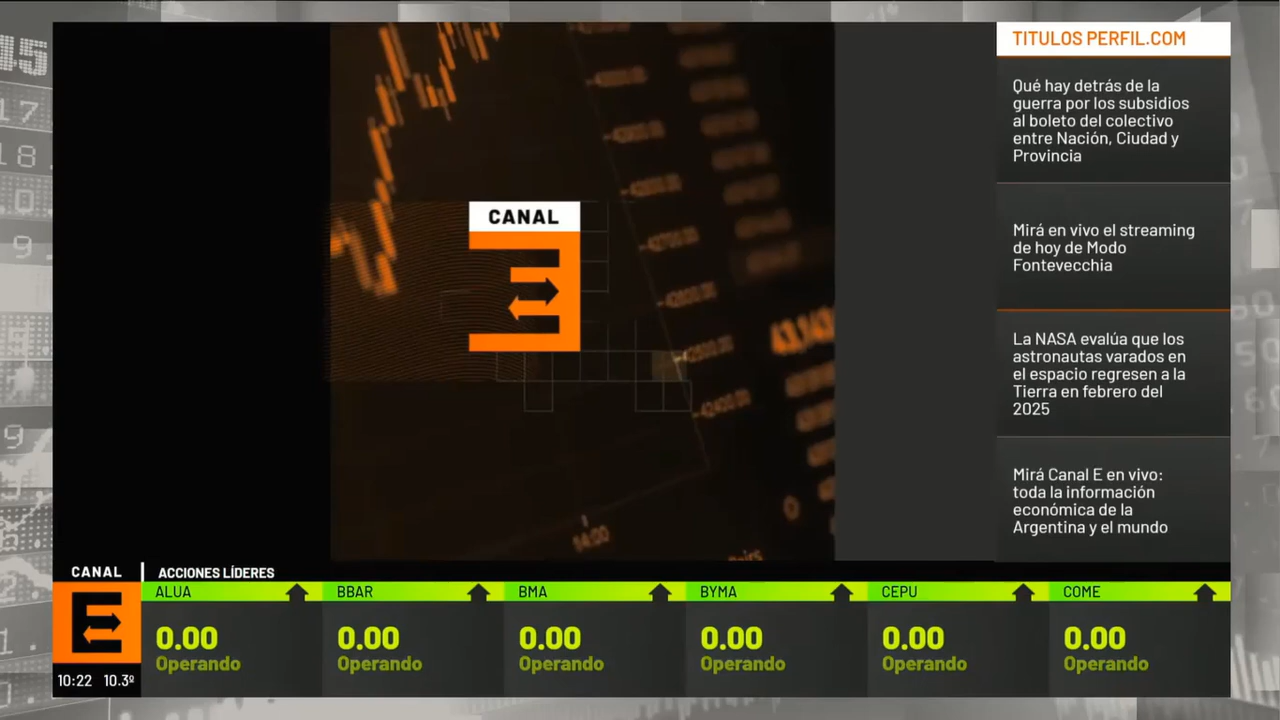 TITULOS PERFIL.COM
Qué hay detrás de la
guerra por los subsidios
al boleto del colectivo
entre Nación, Ciudad y
Provincia
Mirá en vivo el streaming
de hoy de Modo
Fontevecchia
La NASA evalúa que los
astronautas varados en
el espacio regresen a la
Tierra en febrero del
2025
Mirá Canal E en vivo:
toda la información
económica de la
Argentina y el mundo
CANAL
E
14:00
CANAL
E
ACCIONES LÍDERES
ALUA BBAR BMA BYMA CEPU COME
0.00 0.00 0.00 0.00 0.00 0.00
Operando Operando Operando Operando Operando Operando
10:22 10.3º